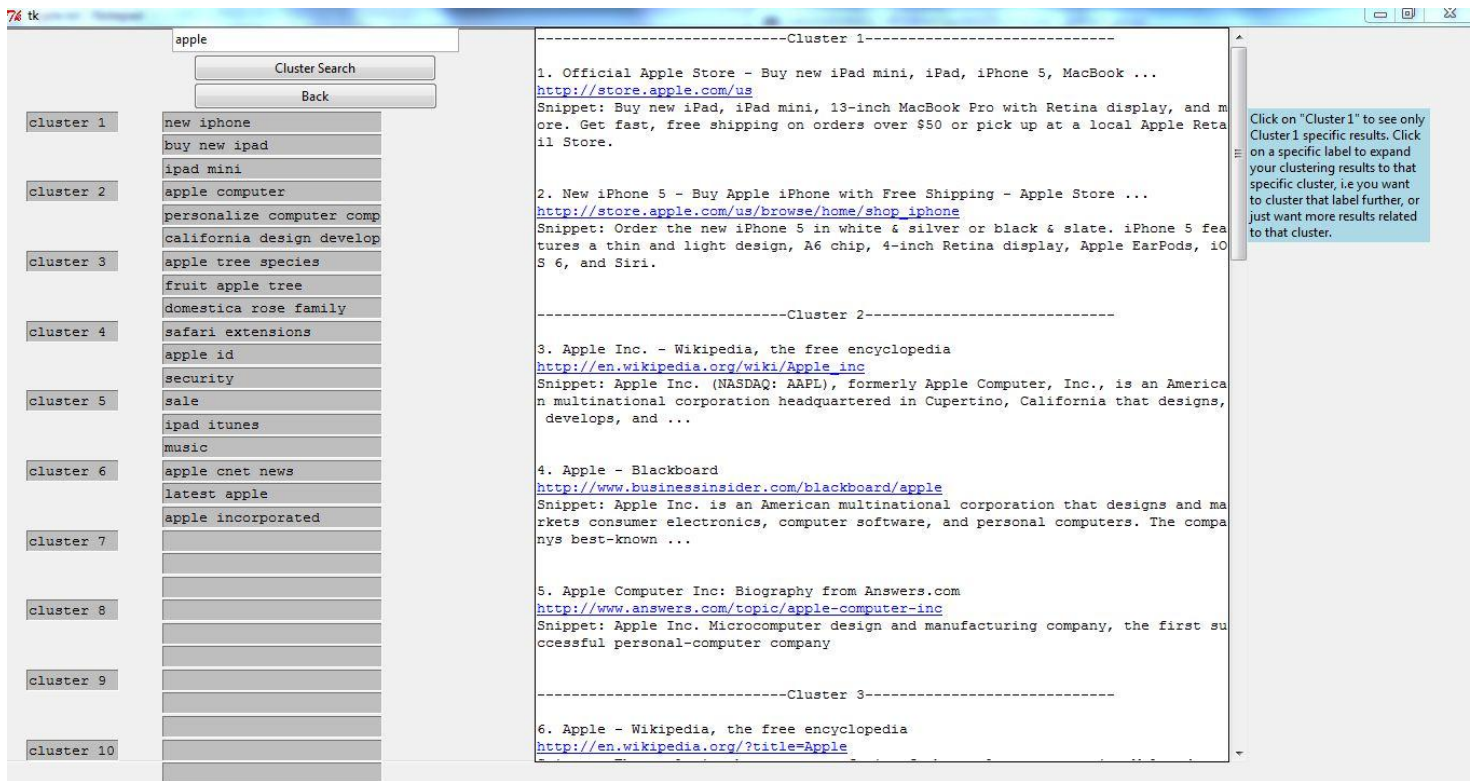 tk
apple
Cluster Search
Back
cluster 1
new iphone
buy new ipad
ipad mini
cluster 2
apple computer
personalize computer comp
california design develop
cluster 3
apple tree species
fruit apple tree
domestica rose family
cluster 4
safari extensions
apple id
security
cluster 5
sale
ipad itunes
music
cluster 6
apple cnet news
latest apple
apple incorporated
cluster 7
cluster 8
cluster 9
cluster 10
-----------------------------Cluster 1-----------------------------
1. Official Apple Store - Buy new iPad mini, iPad, iPhone 5, MacBook ...
http://store.apple.com/us
Snippet: Buy new iPad, iPad mini, 13-inch MacBook Pro with Retina display, and m
ore. Get fast, free shipping on orders over $50 or pick up at a local Apple Reta
il Store.
2. New iPhone 5 - Buy Apple iPhone with Free Shipping - Apple Store ...
http://store.apple.com/us/browse/home/shop_iphone
Snippet: Order the new iPhone 5 in white & silver or black & slate. iPhone 5 fea
tures a thin and light design, A6 chip, 4-inch Retina display, Apple EarPods, iO
S 6, and Siri.
-----------------------------Cluster 2-----------------------------
3. Apple Inc. - Wikipedia, the free encyclopedia
http://en.wikipedia.org/wiki/Apple_inc
Snippet: Apple Inc. (NASDAQ: AAPL), formerly Apple Computer, Inc., is an America
n multinational corporation headquartered in Cupertino, California that designs,
develops, and ...
4. Apple - Blackboard
http://www.businessinsider.com/blackboard/apple
Snippet: Apple Inc. is an American multinational corporation that designs and ma
rkets consumer electronics, computer software, and personal computers. The compa
nys best-known ...
5. Apple Computer Inc: Biography from Answers.com
http://www.answers.com/topic/apple-computer-inc
Snippet: Apple Inc. Microcomputer design and manufacturing company, the first su
ccessful personal-computer company
-----------------------------Cluster 3-----------------------------
6. Apple - Wikipedia, the free encyclopedia
http://en.wikipedia.org/?title=Apple
Click on "Cluster1" to see only
Cluster1 specific results. Click
on a specific label to expand
your clustering results to that
specific cluster, i.e you want
to cluster that label further, or
just want more results related
to that cluster.